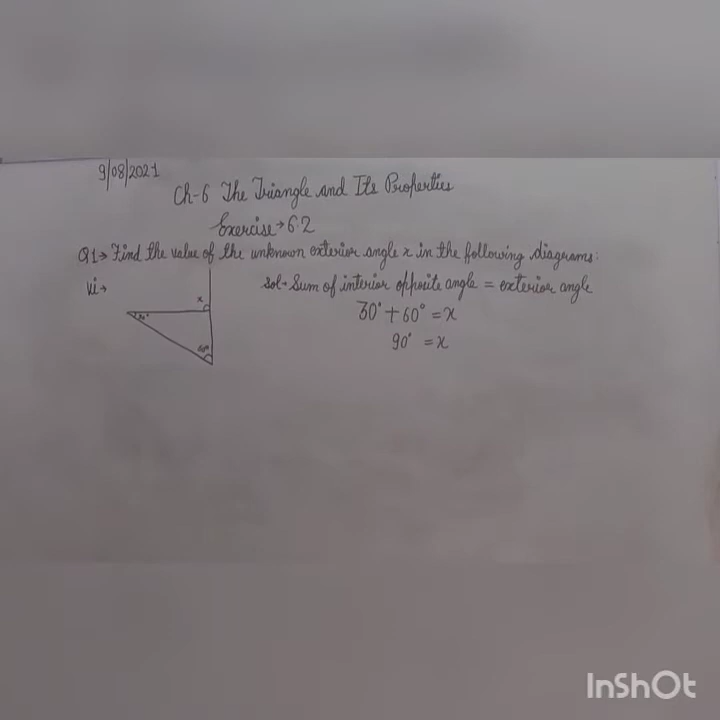 9/08/2021
Ch-6 The Triangle and Its Properties
Exercise→6.2
Q1→Find the value of the unknown exterior angle x in the following diagrams:
vi→
x
30°
60°
Sol→Sum of interior opposite angle = exterior angle
30°+60°=x
90° =x
InShOt